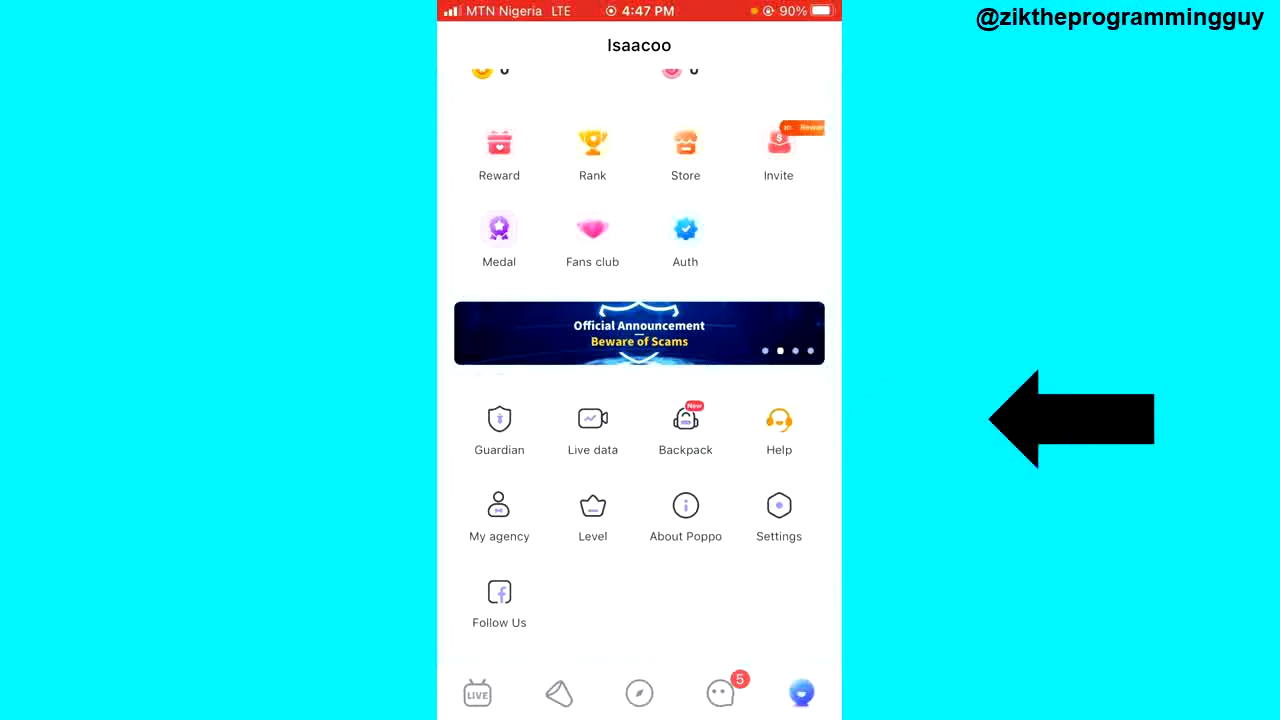 MTN Nigeria LTE 4:47 PM 90%
@ziktheprogrammingguy
Isaacoo
Reward
Rank Store Invite
Reward
Medal Fans club Auth
Official Announcement
Beware of Scams
New
Guardian Live data Backpack Help
My agency Level About Poppo Settings
Follow Us
LIVE
5